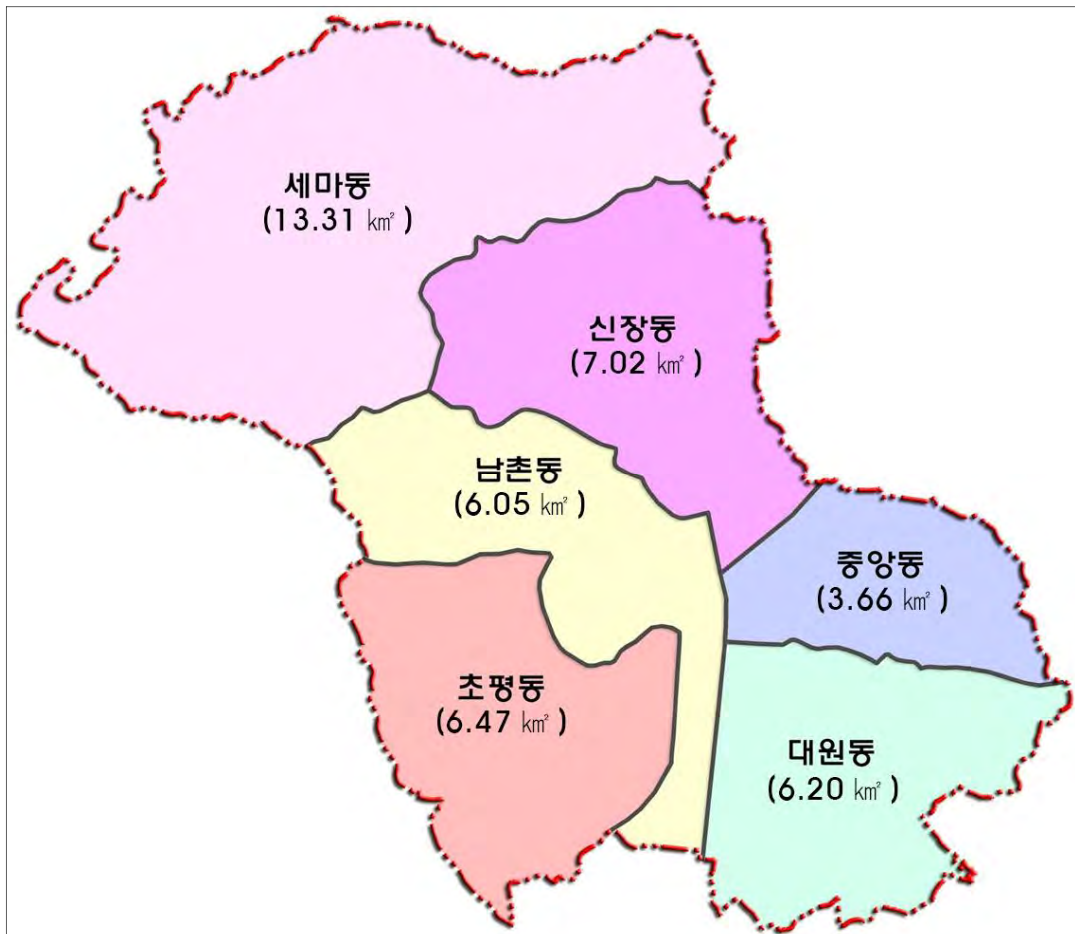 세마동
(13.31 ㎢)
신장동
(7.02 ㎢)
남촌동
(6.05 ㎢)
중앙동
(3.66 ㎢)
초평동
(6.47 ㎢)
대원동
(6.20 ㎢)